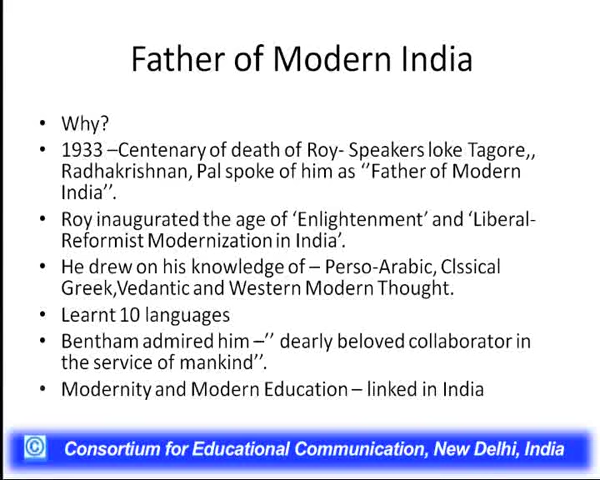 Father of Modern India
• Why?
• 1933 –Centenary of death of Roy- Speakers loke Tagore,,
Radhakrishnan, Pal spoke of him as ‘’Father of Modern
India’’.
• Roy inaugurated the age of ‘Enlightenment’ and ‘Liberal-
Reformist Modernization in India’.
• He drew on his knowledge of – Perso-Arabic, Clssical
Greek,Vedantic and Western Modern Thought.
• Learnt 10 languages
• Bentham admired him –’’ dearly beloved collaborator in
the service of mankind’’.
• Modernity and Modern Education – linked in India
© Consortium for Educational Communication, New Delhi, India